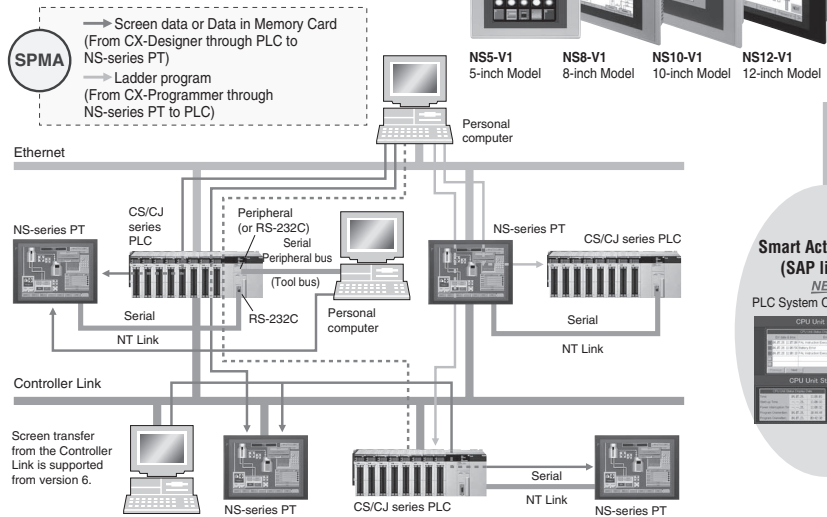 SPMA
Screen data or Data in Memory Card
(From CX-Designer through PLC to
NS-series PT)
Ladder program
(From CX-Programmer through
NS-series PT to PLC)
NS5-V1
5-inch Model
NS8-V1
8-inch Model
NS10-V1
10-inch Model
NS12-V1
12-inch Model
Personal
computer
Ethernet
NS-series PT
CS/CJ
series
PLC
Peripheral
(or RS-232C)
Serial
Peripheral bus
(Tool bus)
RS-232C
Personal
computer
Serial
NT Link
NS-series PT
CS/CJ series PLC
Serial
NT Link
Smart Act
(SAP li
NE
PLC System C
CPU Unit
CPU Unit St
Controller Link
Screen transfer
from the Controller
Link is supported
from version 6.
NS-series PT
CS/CJ series PLC
Serial
NT Link
NS-series PT